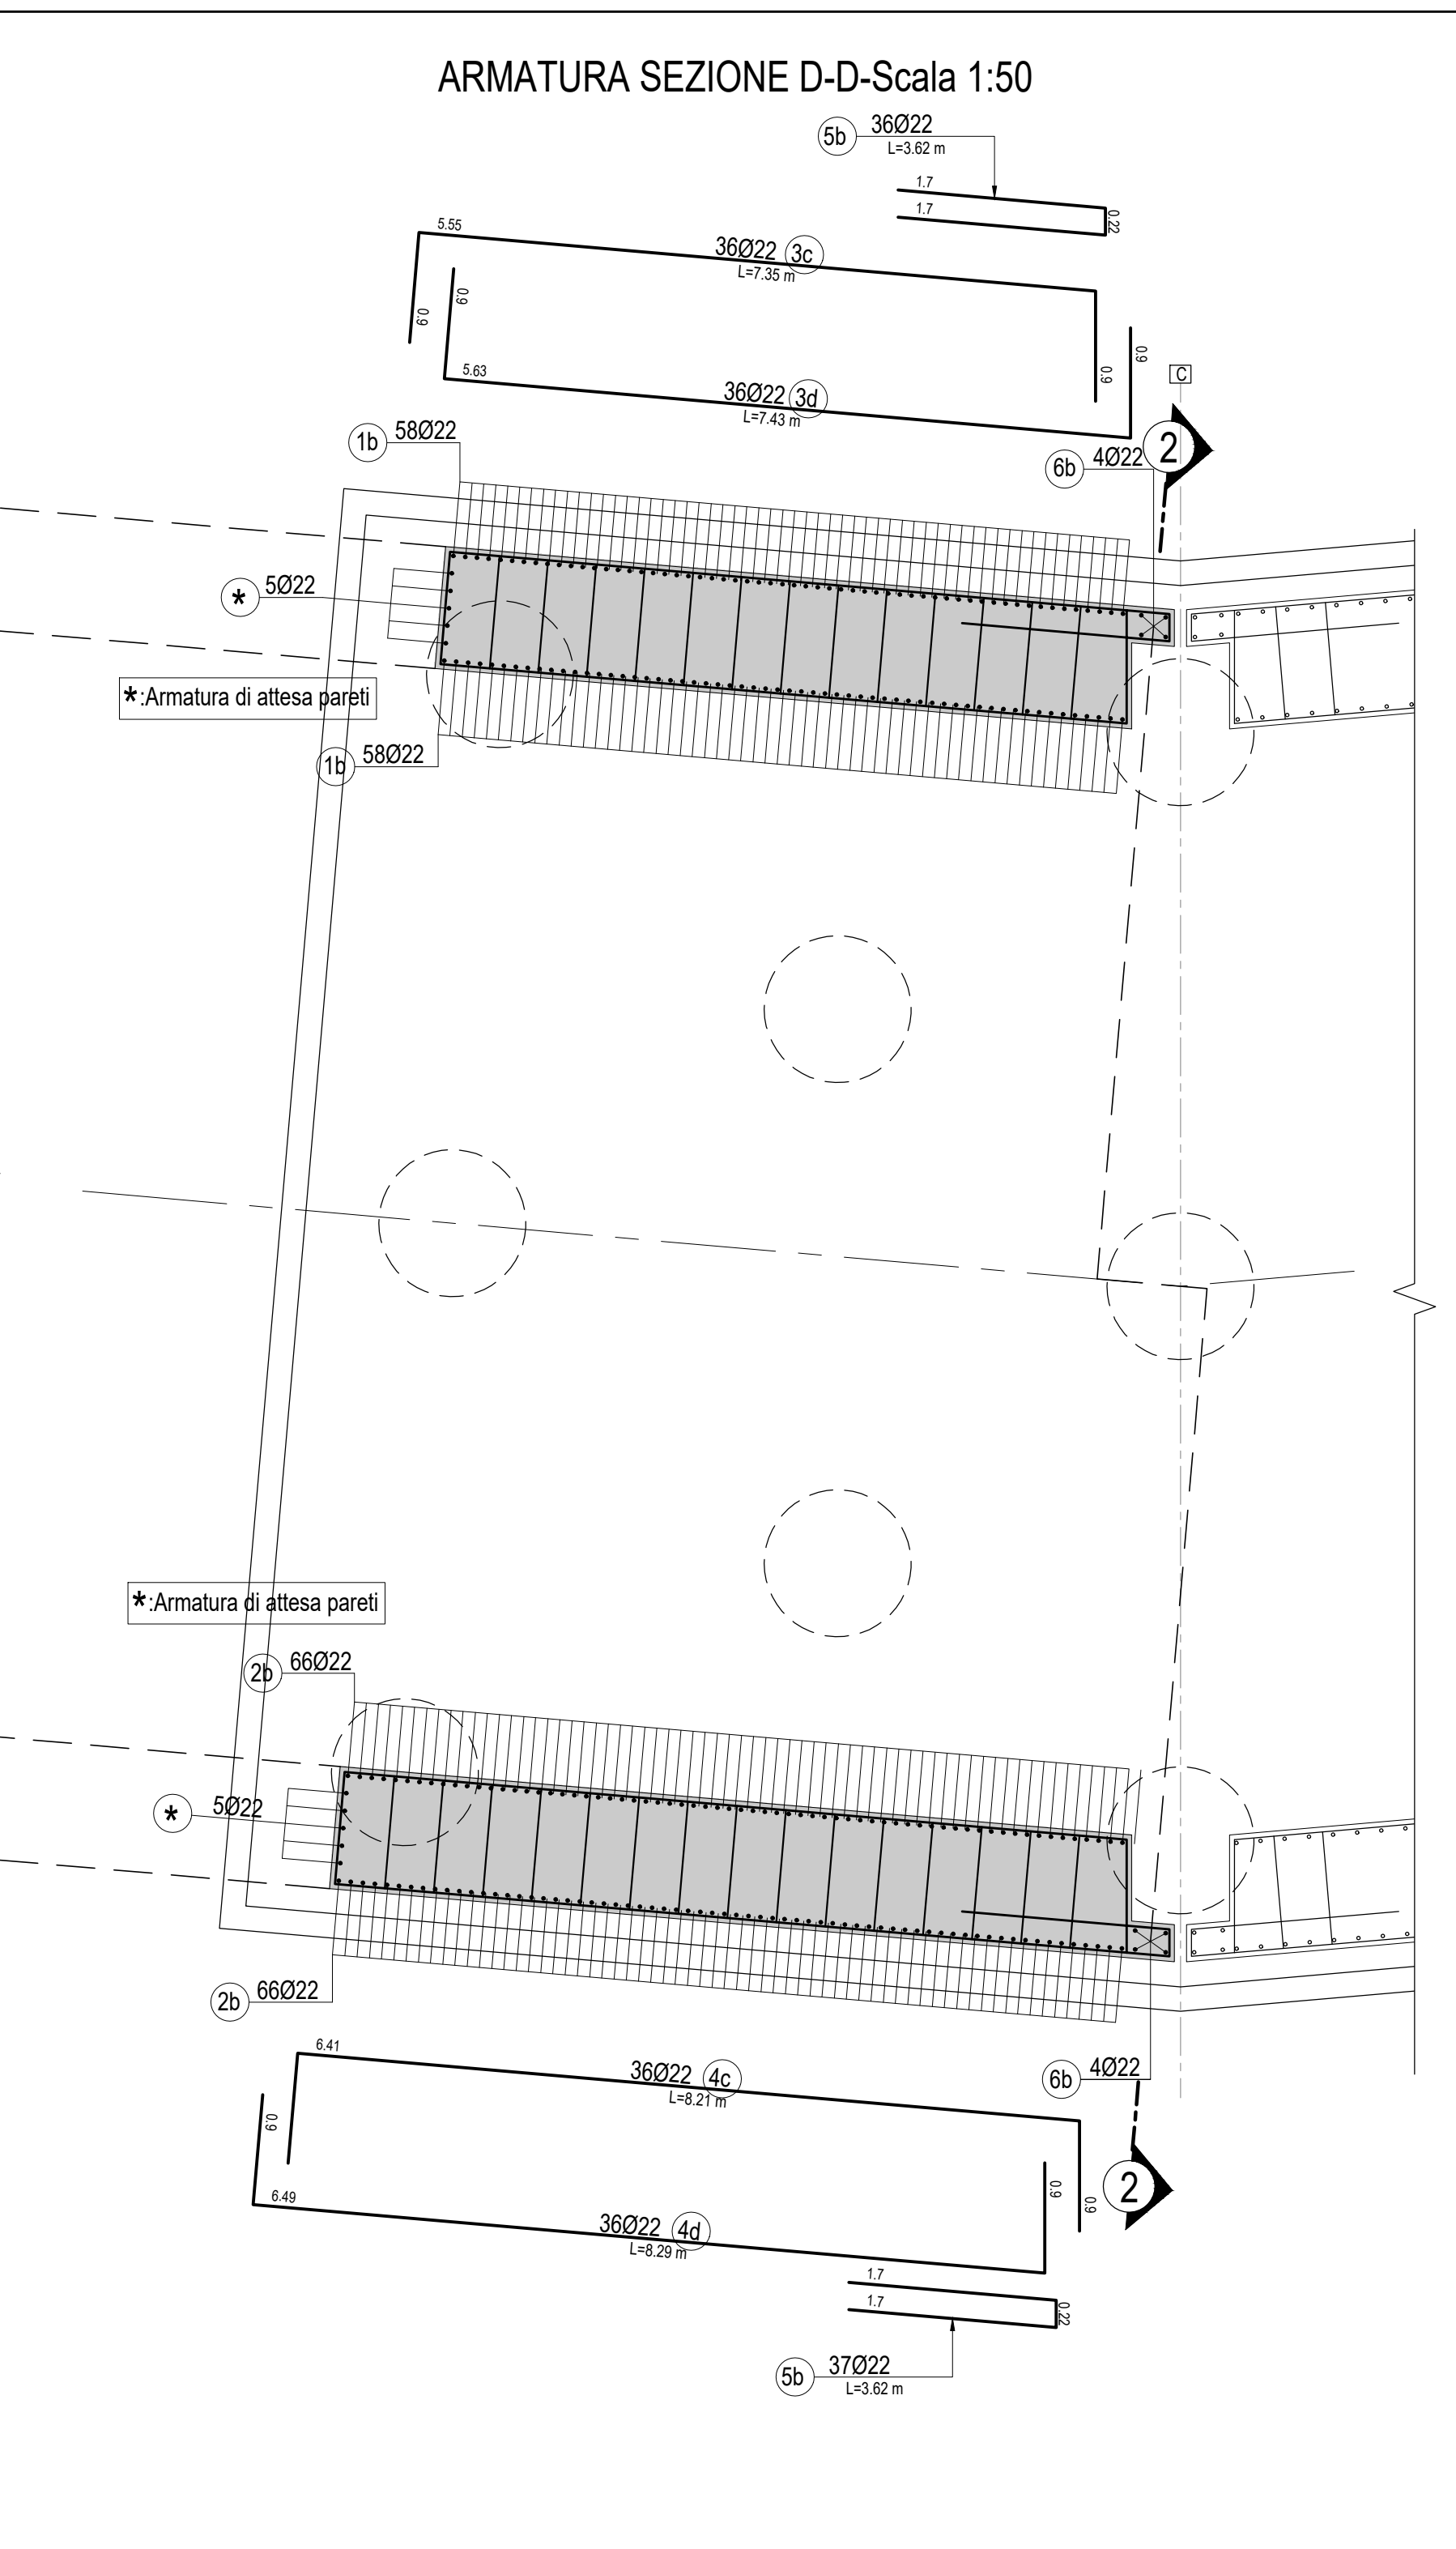 ARMATURA SEZIONE D-D-Scala 1:50
5b 36Ø22
L=3.62 m
1.7
1.7
0.22
5.55
36Ø22 3c
L=7.35 m
0.9
0.9
0.9
0.9
5.63
36Ø22 3d
L=7.43 m
C
1b 58Ø22
6b 4Ø22
2
* 5Ø22
*:Armatura di attesa pareti
1b 58Ø22
*:Armatura di attesa pareti
2b 66Ø22
* 5Ø22
2b 66Ø22
6.41
36Ø22 4c
L=8.21 m
6b 4Ø22
0.9
0.9
0.9
2
6.49
36Ø22 4d
L=8.29 m
1.7
1.7
0.22
5b 37Ø22
L=3.62 m